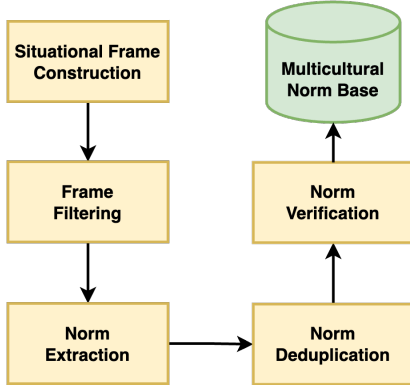 Situational Frame
Construction
Frame
Filtering
Norm
Extraction
Norm
Deduplication
Norm
Verification
Multicultural
Norm Base